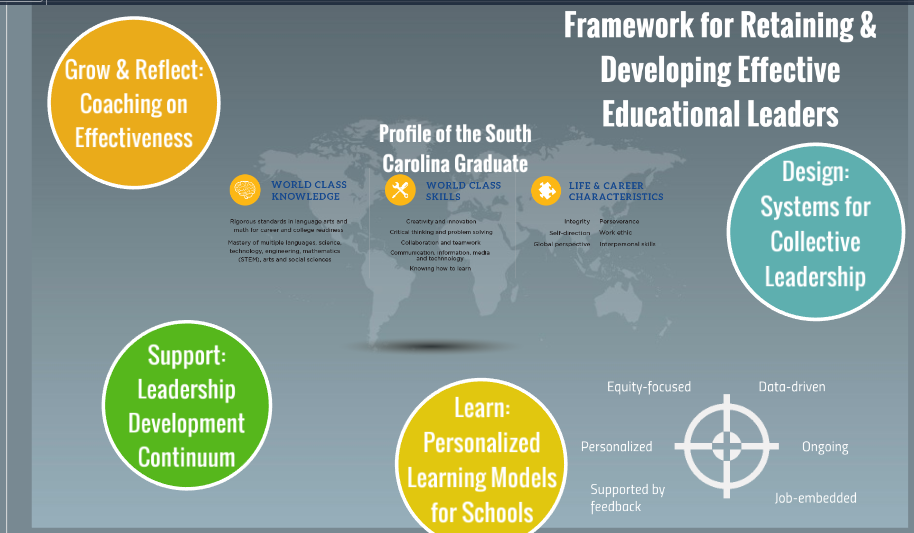 Framework for Retaining &
Developing Effective
Educational Leaders
Grow & Reflect:
Coaching on
Effectiveness
Profile of the South
Carolina Graduate
WORLD CLASS
KNOWLEDGE
Rigorous standards in language arts and
math for career and college readiness
Mastery of multiple languages, science,
technology, engineering, mathematics
(STEM), arts and social sciences
WORLD CLASS
SKILLS
Creativity and innovation
Critical thinking and problem solving
Collaboration and teamwork
Communication, information, media
and technology
Knowing how to learn
LIFE & CAREER
CHARACTERISTICS
Integrity Perseverance
Self-direction Work ethic
Global perspective Interpersonal skills
Design:
Systems for
Collective
Leadership
Support:
Leadership
Development
Continuum
Learn:
Personalized
Learning Models
for Schools
Equity-focused Data-driven
Personalized Ongoing
Supported by
feedback
Job-embedded